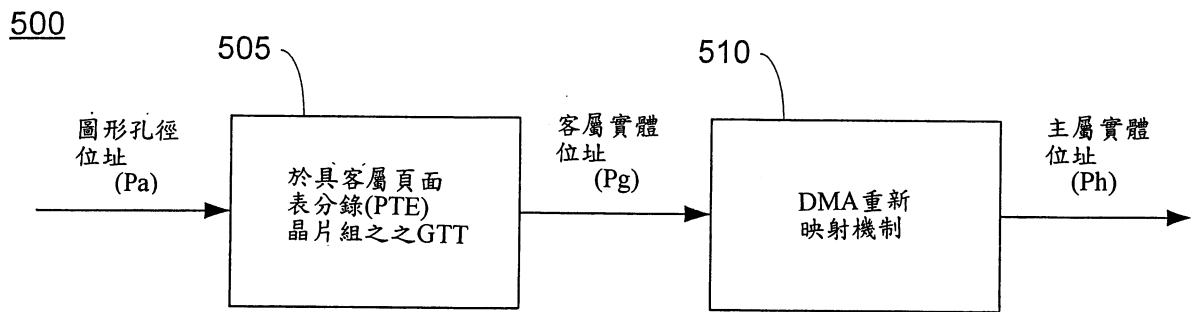 500
505
510
圖形孔徑
位址
(Pa)
於具客屬頁面
表分錄(PTE)
晶片組之之GTT
客屬實體
位址
(Pg)
DMA重新
映射機制
主屬實體
位址
(Ph)